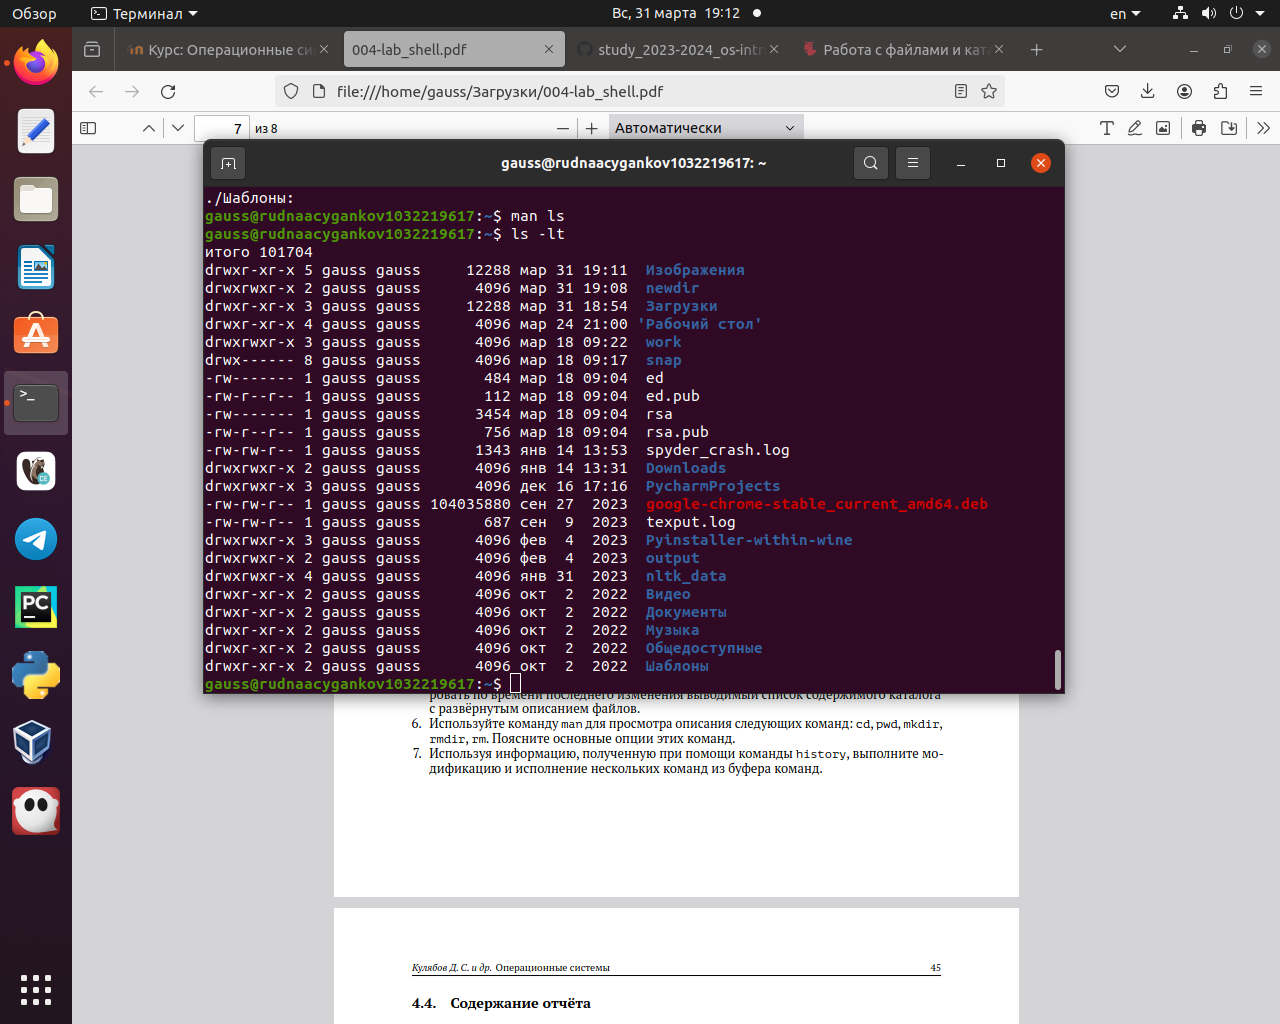 Обзор
Терминал
Вс, 31 марта 19:12
en
Курс: Операционные си
004-lab_shell.pdf
study_2023-2024_os-intr
Работа с файлами и ката
file:///home/gauss/Загрузки/004-lab_shell.pdf
7 из 8
Автоматически
gauss@rudnaacygankov1032219617: ~
./Шаблоны:
gauss@rudnaacygankov1032219617:~$ man ls
gauss@rudnaacygankov1032219617:~$ ls -lt
итого 101704
drwxr-xr-x 5 gauss gauss 12288 мар 31 19:11 Изображения
drwxrwxr-x 2 gauss gauss 4096 мар 31 19:08 newdir
drwxr-xr-x 3 gauss gauss 12288 мар 31 18:54 Загрузки
drwxr-xr-x 4 gauss gauss 4096 мар 24 21:00 'Рабочий стол'
drwxrwxr-x 3 gauss gauss 4096 мар 18 09:22 work
drwx------ 8 gauss gauss 4096 мар 18 09:17 snap
-rw------- 1 gauss gauss 484 мар 18 09:04 ed
-rw-r--r-- 1 gauss gauss 112 мар 18 09:04 ed.pub
-rw------- 1 gauss gauss 3454 мар 18 09:04 rsa
-rw-r--r-- 1 gauss gauss 756 мар 18 09:04 rsa.pub
-rw-rw-r-- 1 gauss gauss 1343 янв 14 13:53 spyder_crash.log
drwxrwxr-x 2 gauss gauss 4096 янв 14 13:31 Downloads
drwxrwxr-x 3 gauss gauss 4096 дек 16 17:16 PycharmProjects
-rw-rw-r-- 1 gauss gauss 104035880 сен 27 2023 google-chrome-stable_current_amd64.deb
-rw-rw-r-- 1 gauss gauss 687 сен 9 2023 texput.log
drwxrwxr-x 3 gauss gauss 4096 фев 4 2023 Pyinstaller-within-wine
drwxrwxr-x 2 gauss gauss 4096 фев 4 2023 output
drwxrwxr-x 4 gauss gauss 4096 янв 31 2023 nltk_data
drwxr-xr-x 2 gauss gauss 4096 окт 2 2022 Видео
drwxr-xr-x 2 gauss gauss 4096 окт 2 2022 Документы
drwxr-xr-x 2 gauss gauss 4096 окт 2 2022 Музыка
drwxr-xr-x 2 gauss gauss 4096 окт 2 2022 Общедоступные
drwxr-xr-x 2 gauss gauss 4096 окт 2 2022 Шаблоны
gauss@rudnaacygankov1032219617:~$
ровать по времени последнего изменения выводимый список содержимого каталога
с развёрнутым описанием файлов.
6. Используйте команду man для просмотра описания следующих команд: cd, pwd, mkdir,
rmdir, rm. Поясните основные опции этих команд.
7. Используя информацию, полученную при помощи команды history, выполните мо-
дификацию и исполнение нескольких команд из буфера команд.
Кулябов Д. С. и др. Операционные системы 45
4.4. Содержание отчёта